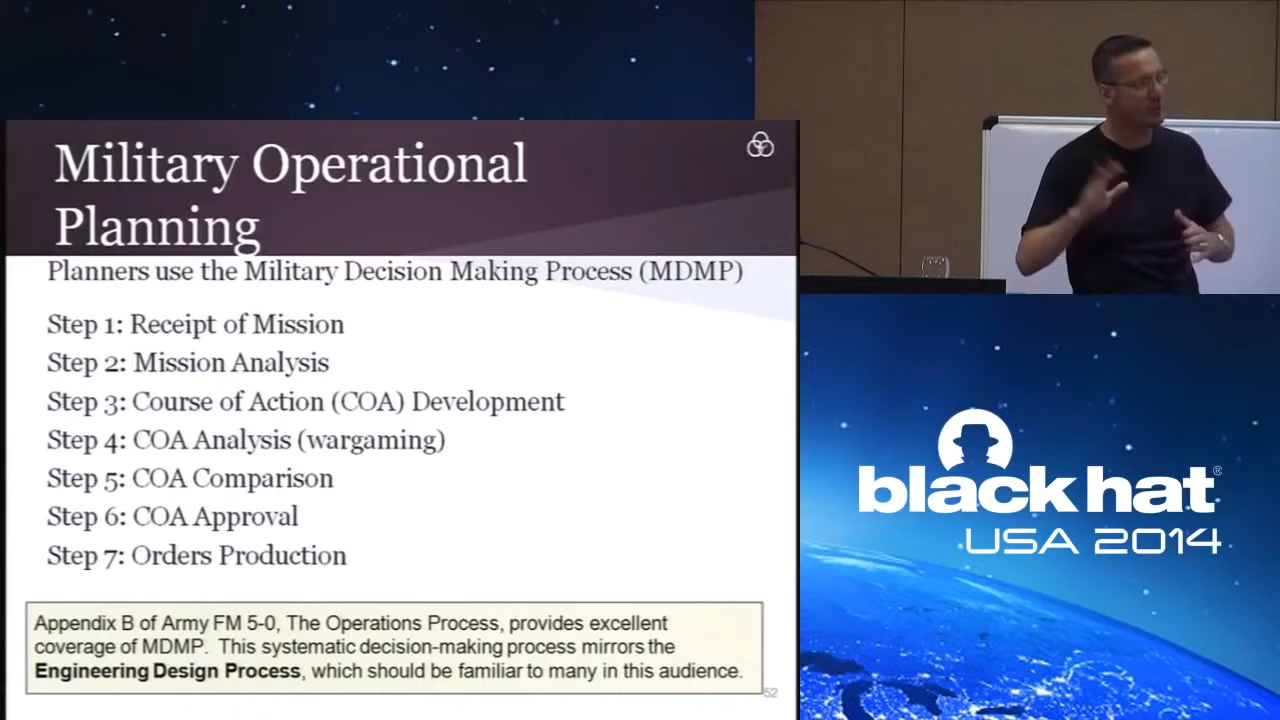 Military Operational
Planning
Planners use the Military Decision Making Process (MDMP)
Step 1: Receipt of Mission
Step 2: Mission Analysis
Step 3: Course of Action (COA) Development
Step 4: COA Analysis (wargaming)
Step 5: COA Comparison
Step 6: COA Approval
Step 7: Orders Production
Appendix B of Army FM 5-0, The Operations Process, provides excellent
coverage of MDMP. This systematic decision-making process mirrors the
Engineering Design Process, which should be familiar to many in this audience.
52
black hat®
USA 2014